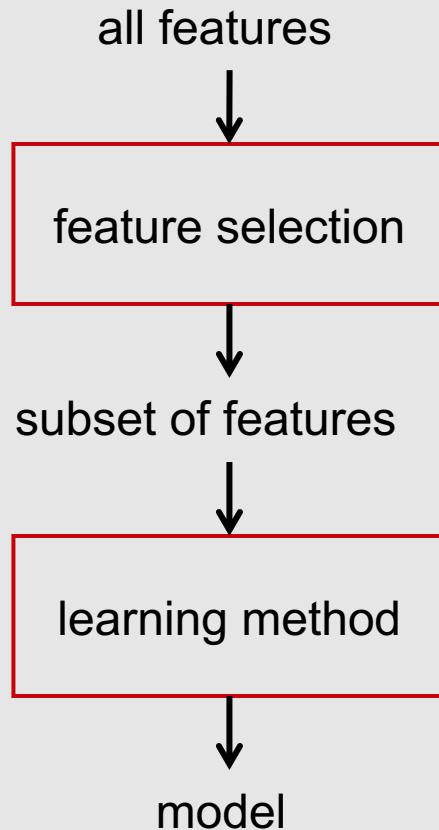 all features
feature selection
subset of features
learning method
model